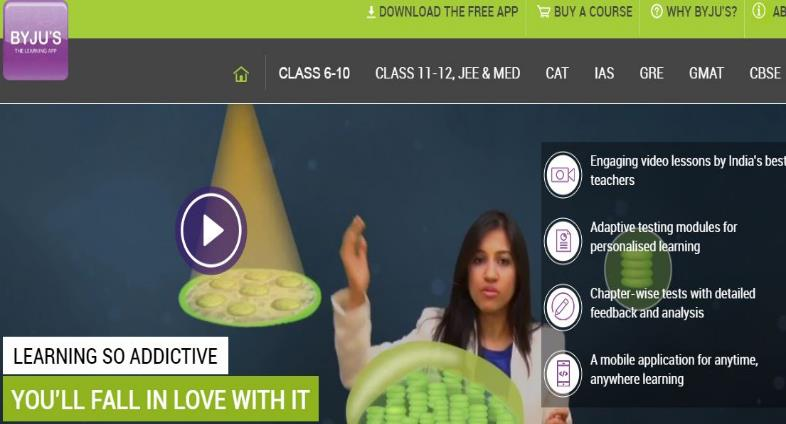 DOWNLOAD THE FREE APP BUY A COURSE WHY BYJU'S? AB
BYJU'S
THE LEARNING APP
CLASS 6-10 CLASS 11-12, JEE & MED CAT IAS GRE GMAT CBSE
Engaging video lessons by India's best
teachers
Adaptive testing modules for
personalised learning
Chapter-wise tests with detailed
feedback and analysis
A mobile application for anytime,
anywhere learning
LEARNING SO ADDICTIVE
YOU'LL FALL IN LOVE WITH IT